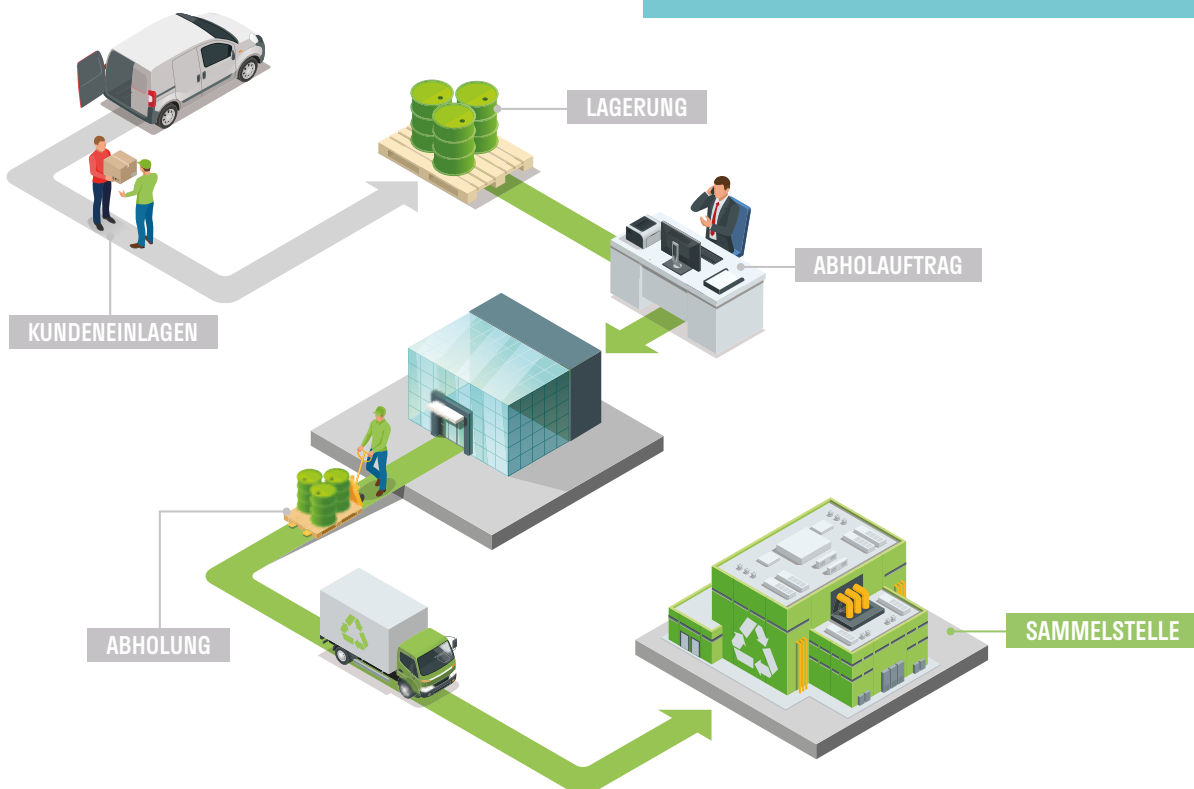 LAGERUNG
ABHOLAUFTRAG
KUNDENEINLAGEN
ABHOLUNG
SAMMELSTELLE